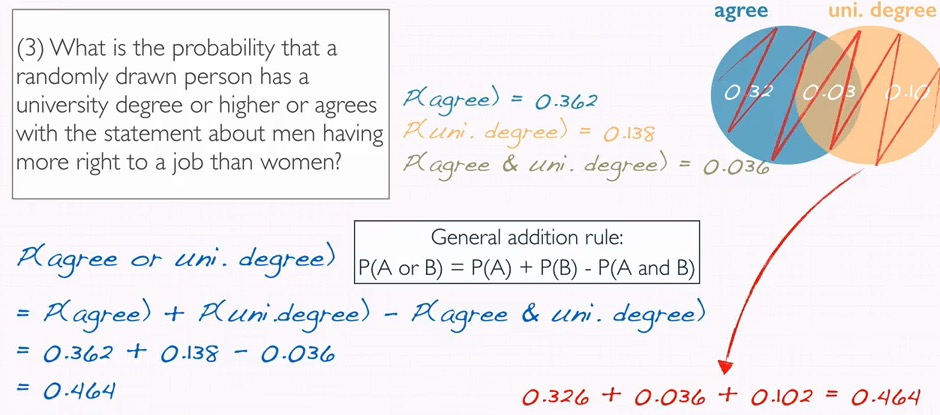 agree uni. degree
(3) What is the probability that a
randomly drawn person has a
university degree or higher or agrees
with the statement about men having
more right to a job than women?
P(agree) = 0.362
P(uni. degree) = 0.138
P(agree & uni. degree) = 0.036
0.32 0.03 0.10
P(agree or uni. degree)
= P(agree) + P(uni.degree) - P(agree & uni. degree)
= 0.362 + 0.138 - 0.036
= 0.464
General addition rule:
P(A or B) = P(A) + P(B) - P(A and B)
0.326 + 0.036 + 0.102 = 0.464